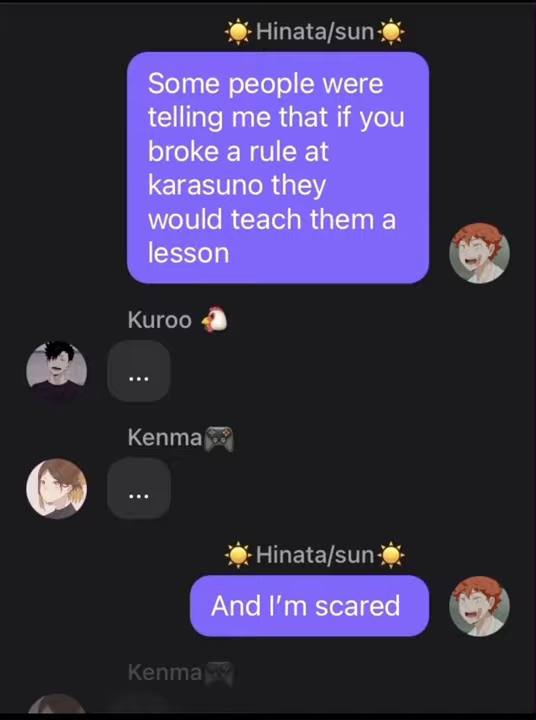 ☀️Hinata/sun☀️
Some people were
telling me that if you
broke a rule at
karasuno they
would teach them a
lesson
Kuroo 🐔
...
Kenma🎮
...
☀️Hinata/sun☀️
And I’m scared
Kenma🎮